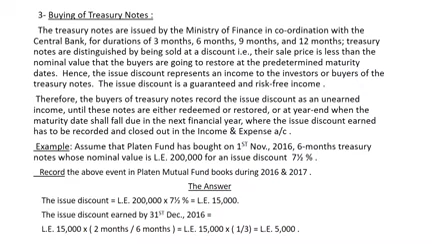 3- Buying of Treasury Notes :
The treasury notes are issued by the Ministry of Finance in co-ordination with the
Central Bank, for durations of 3 months, 6 months, 9 months, and 12 months; treasury
notes are distinguished by being sold at a discount i.e., their sale price is less than the
nominal value that the buyers are going to restore at the predetermined maturity
dates. Hence, the issue discount represents an income to the investors or buyers of the
treasury notes. The issue discount is a guaranteed and risk-free income .
Therefore, the buyers of treasury notes record the issue discount as an unearned
income, until these notes are either redeemed or restored, or at year-end when the
maturity date shall fall due in the next financial year, where the issue discount earned
has to be recorded and closed out in the Income & Expense a/c .
Example: Assume that Platen Fund has bought on 1ST Nov., 2016, 6-months treasury
notes whose nominal value is L.E. 200,000 for an issue discount 7½ % .
Record the above event in Platen Mutual Fund books during 2016 & 2017 .
The Answer
The issue discount = L.E. 200,000 x 7½ % = L.E. 15,000.
The issue discount earned by 31ST Dec., 2016 =
L.E. 15,000 x ( 2 months / 6 months ) = L.E. 15,000 x ( 1/3) = L.E. 5,000 .